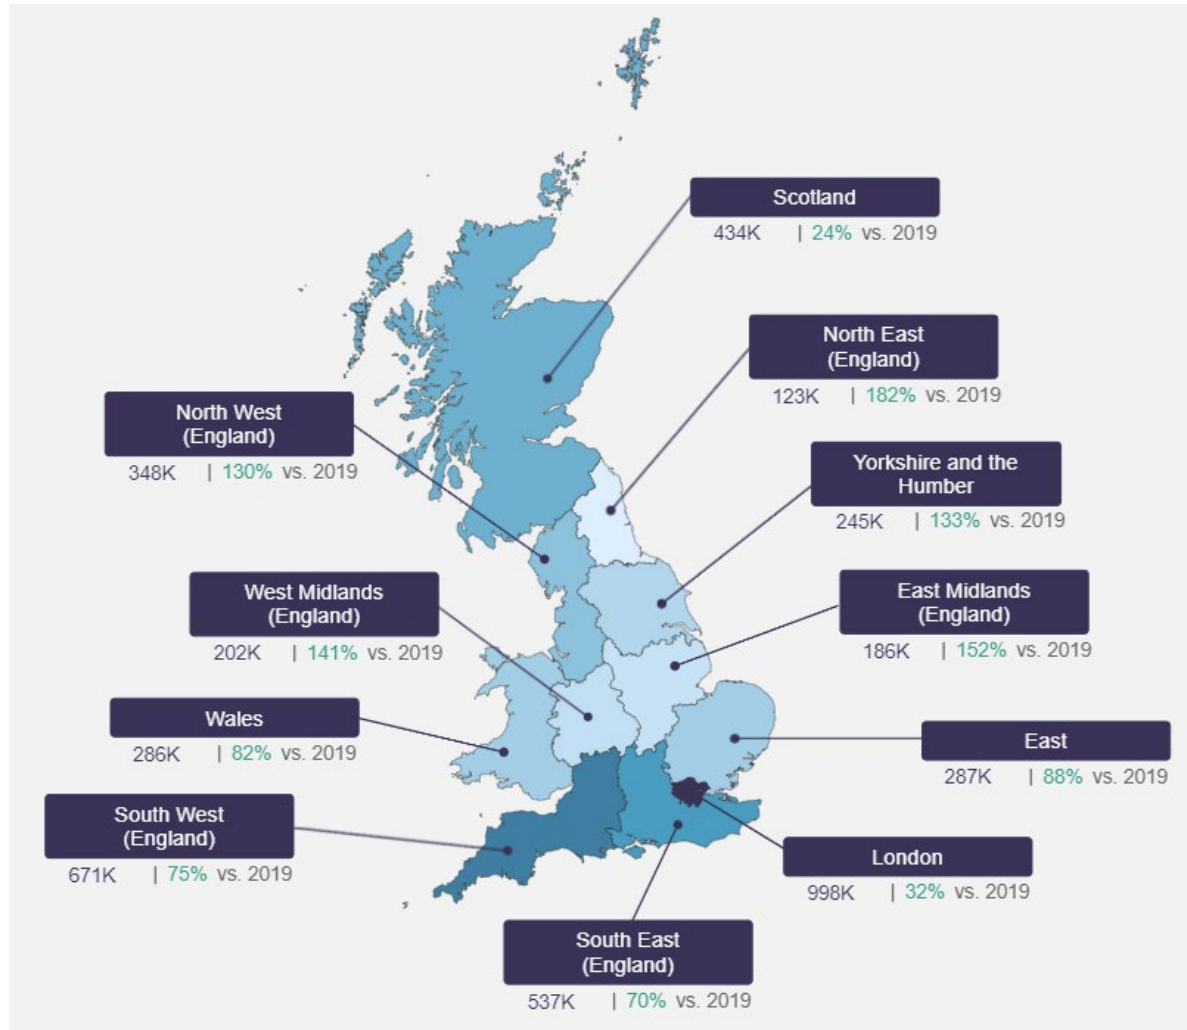 Scotland
434K | 24% vs. 2019
North East
(England)
123K | 182% vs. 2019
North West
(England)
348K | 130% vs. 2019
Yorkshire and the
Humber
245K | 133% vs. 2019
West Midlands
(England)
202K | 141% vs. 2019
East Midlands
(England)
186K | 152% vs. 2019
Wales
286K | 82% vs. 2019
East
287K | 88% vs. 2019
South West
(England)
671K | 75% vs. 2019
London
998K | 32% vs. 2019
South East
(England)
537K | 70% vs. 2019